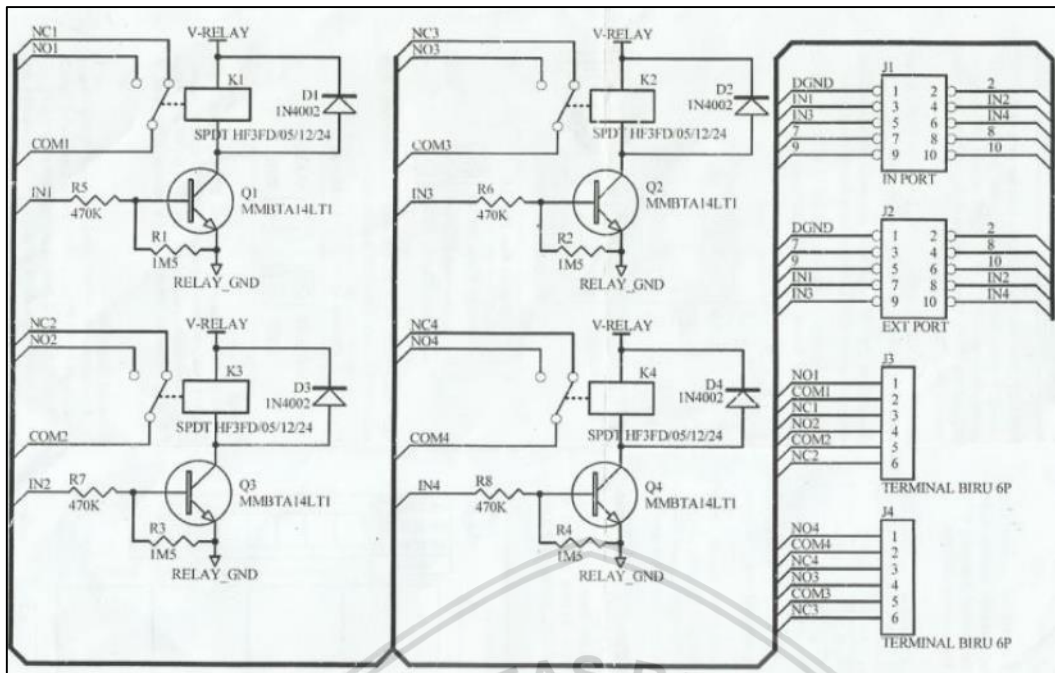 NC1
NO1
V-RELAY
K1
D1
1N4002
SPDT HF3FD/05/12/24
COM1
IN1
R5
470K
Q1
MMBTA14LT1
R1
1M5
RELAY_GND
NC3
NO3
V-RELAY
K2
D2
1N4002
SPDT HF3FD/05/12/24
COM3
IN3
R6
470K
Q2
MMBTA14LT1
R2
1M5
RELAY_GND
NC2
NO2
V-RELAY
K3
D3
1N4002
SPDT HF3FD/05/12/24
COM2
IN2
R7
470K
Q3
MMBTA14LT1
R3
1M5
RELAY_GND
NC4
NO4
V-RELAY
K4
D4
1N4002
SPDT HF3FD/05/12/24
COM4
IN4
R8
470K
Q4
MMBTA14LT1
R4
1M5
RELAY_GND
J1
DGND 1 2 2
IN1 3 4 IN2
IN3 5 6 IN4
7 7 8 8
9 9 10 10
IN PORT
J2
DGND 1 2 2
7 3 4 8
9 5 6 10
IN1 7 8 IN2
IN3 9 10 IN4
EXT PORT
J3
NO1 1
COM1 2
NC1 3
NO2 4
COM2 5
NC2 6
TERMINAL BIRU 6P
J4
NO4 1
COM4 2
NC4 3
NO3 4
COM3 5
NC3 6
TERMINAL BIRU 6P